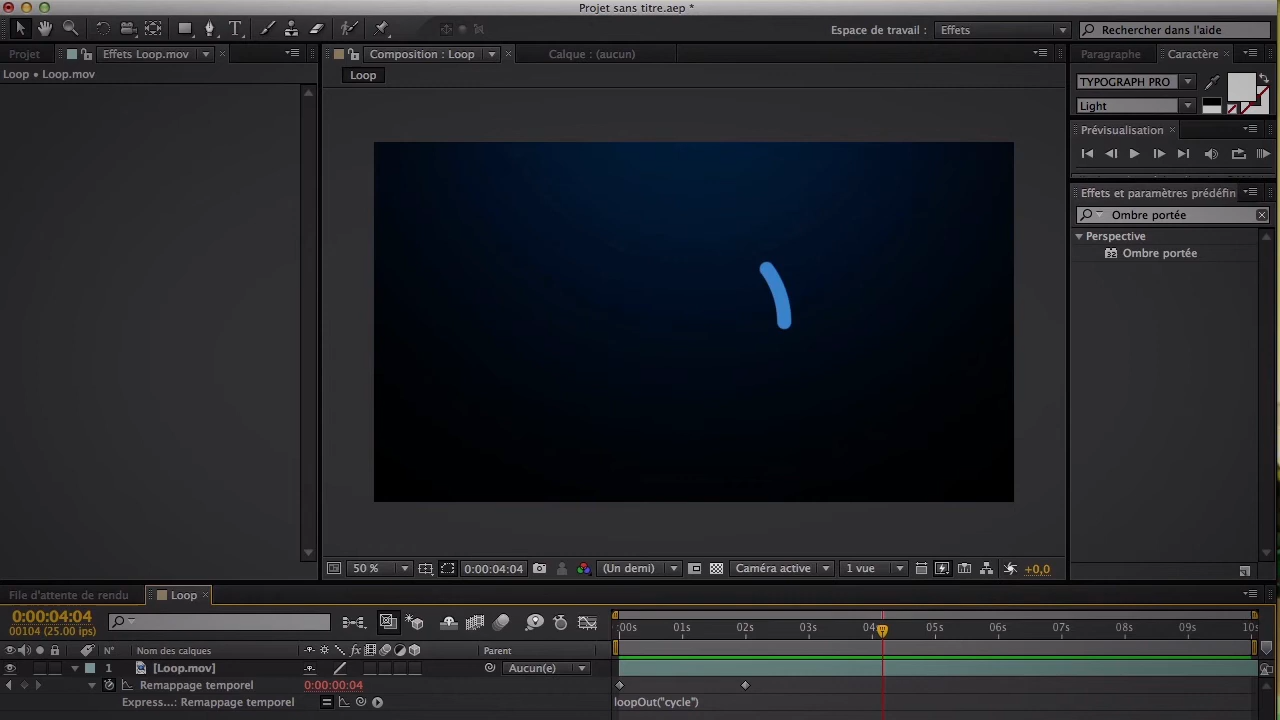 Projet sans titre.aep *
Espace de travail : Effets Rechercher dans l'aide
Projet Effets Loop.mov Composition : Loop Calque : (aucun) Paragraphe Caractère
Loop • Loop.mov Loop TYPOGRAPH PRO
Light
Prévisualisation
Effets et paramètres prédéfin
Ombre portée
Perspective
32 Ombre portée
50 % 0:00:04:04 (Un demi) Caméra active 1 vue +0,0
File d'attente de rendu Loop
0:00:04:04
00104 (25.00 ips)
:00s 01s 02s 03s 04 05s 06s 07s 08s 09s 10s
N° Nom des calques fx Parent
1 [Loop.mov] Aucun(e)
Remappage temporel 0:00:00:04
Express...: Remappage temporel loopOut("cycle")